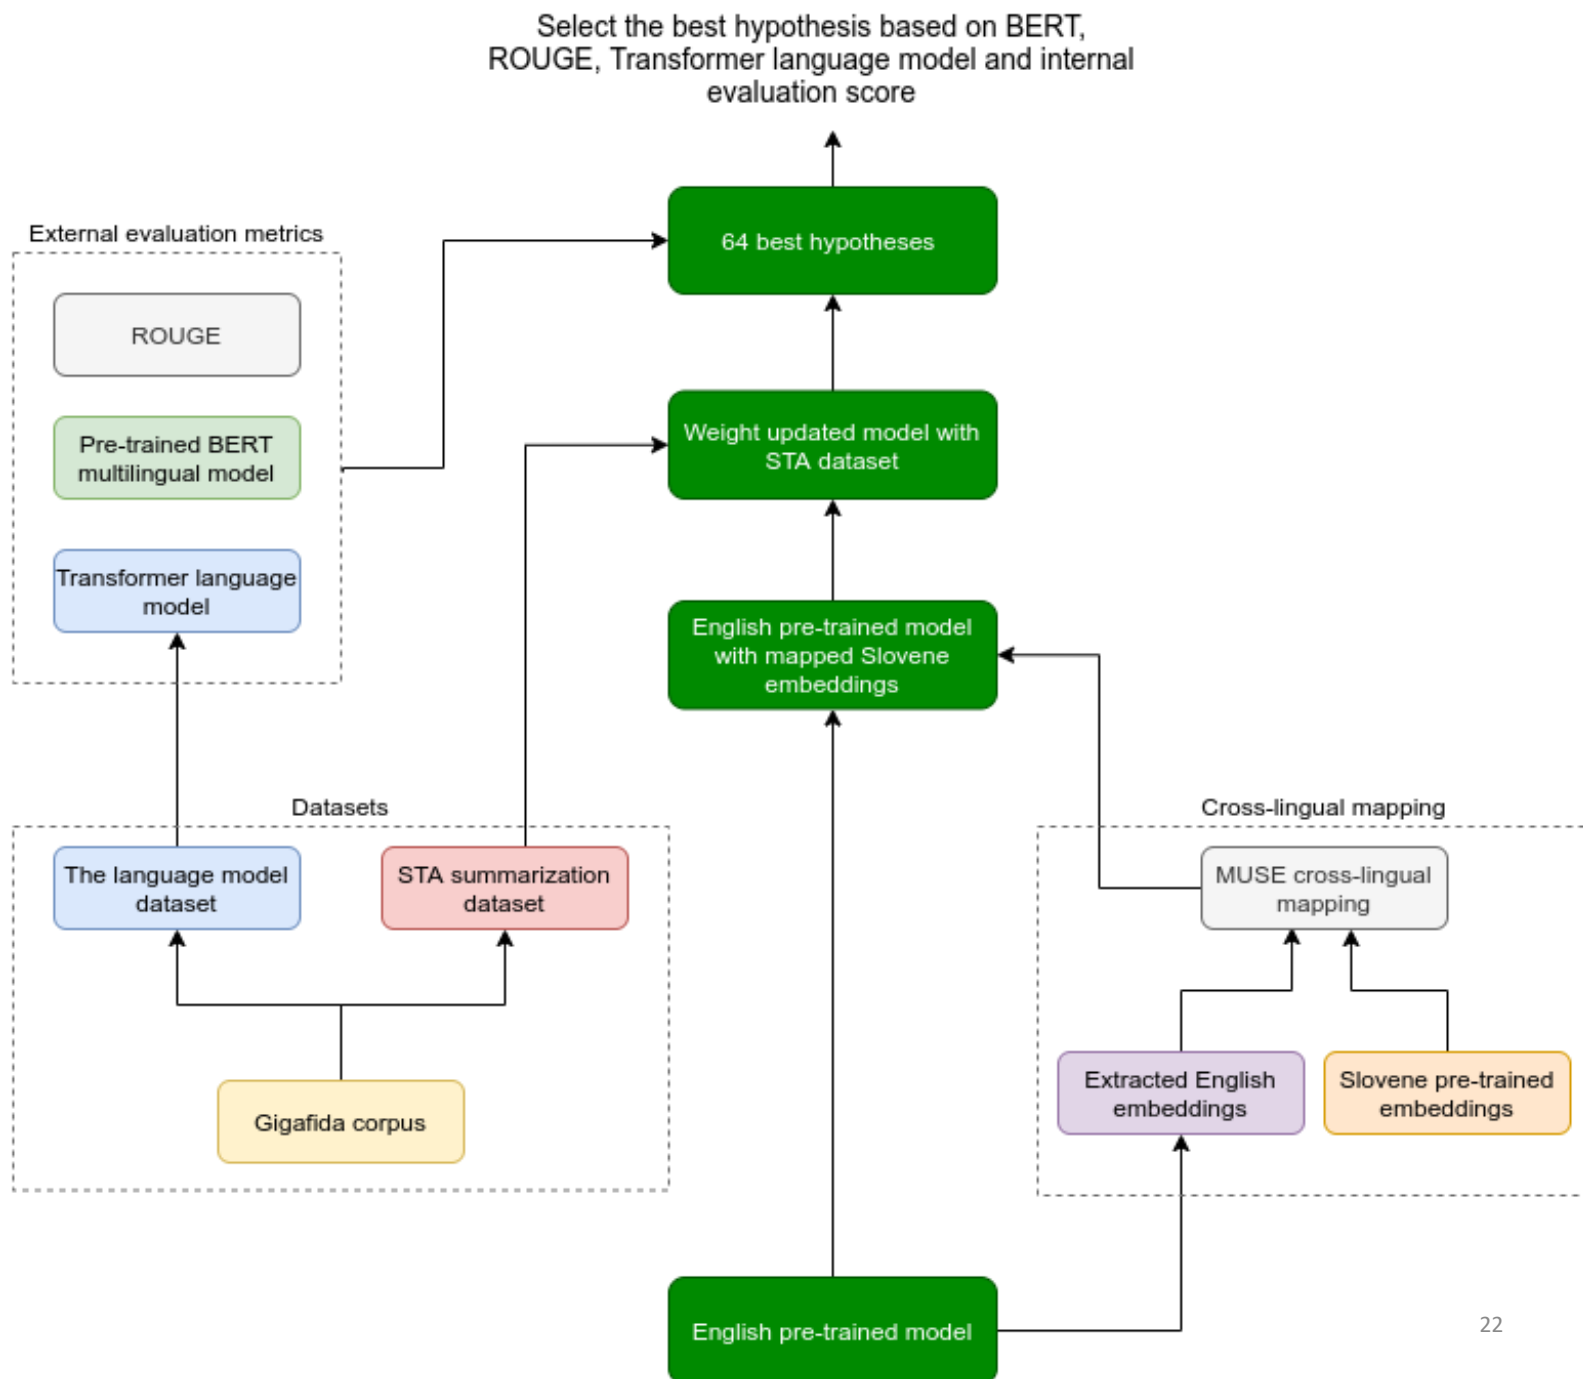 Select the best hypothesis based on BERT,
ROUGE, Transformer language model and internal
evaluation score
64 best hypotheses
External evaluation metrics
ROUGE
Pre-trained BERT
multilingual model
Transformer language
model
Weight updated model with
STA dataset
English pre-trained model
with mapped Slovene
embeddings
Datasets
The language model
dataset
STA summarization
dataset
Gigafida corpus
Cross-lingual mapping
MUSE cross-lingual
mapping
Extracted English
embeddings
Slovene pre-trained
embeddings
English pre-trained model
22